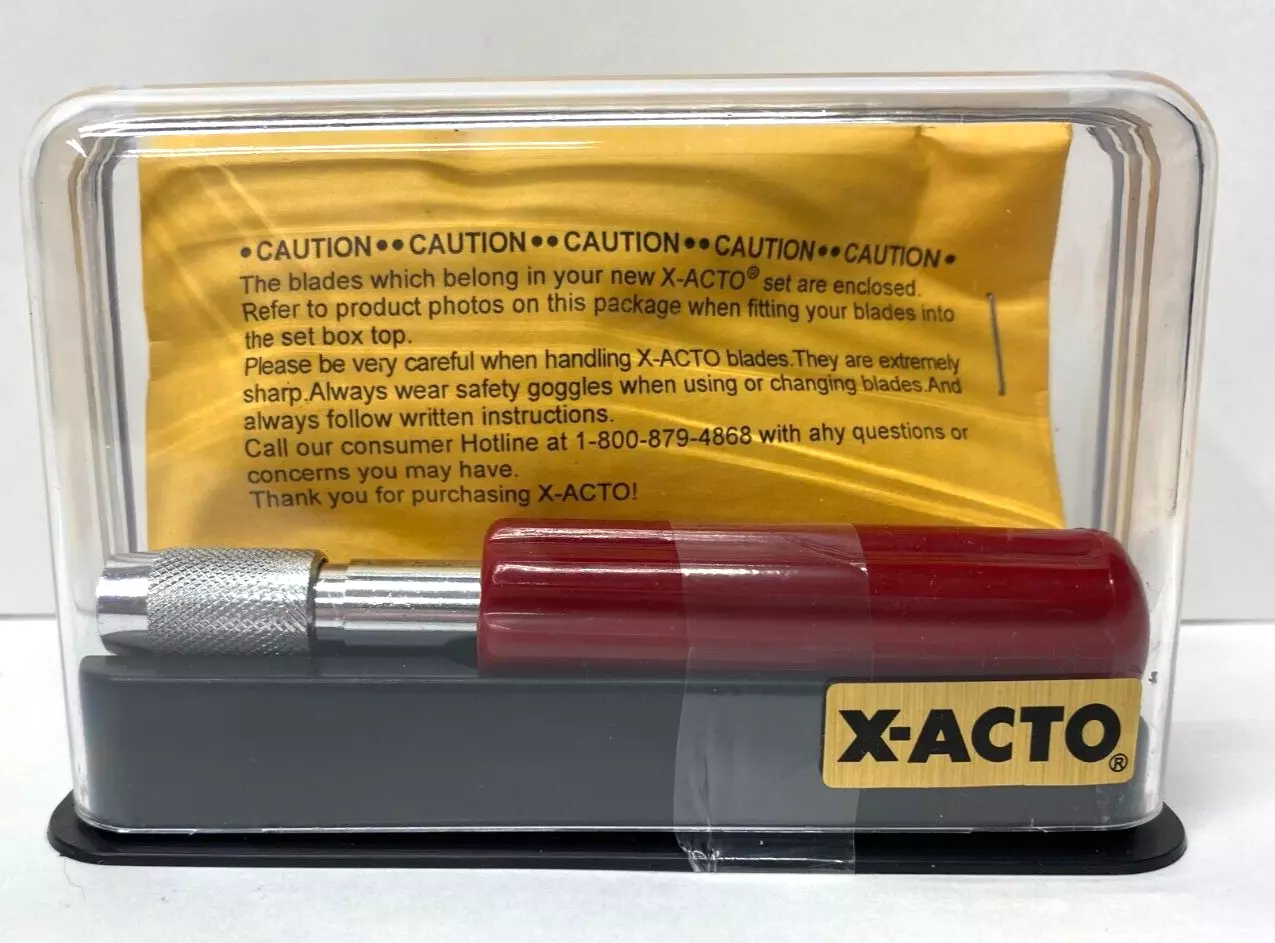 •CAUTION••CAUTION••CAUTION••CAUTION••CAUTION•
The blades which belong in your new X-ACTO® set are enclosed.
Refer to product photos on this package when fitting your blades into
the set box top.
Please be very careful when handling X-ACTO blades.They are extremely
sharp.Always wear safety goggles when using or changing blades.And
always follow written instructions.
Call our consumer Hotline at 1-800-879-4868 with ahy questions or
concerns you may have.
Thank you for purchasing X-ACTO!
X-ACTO®